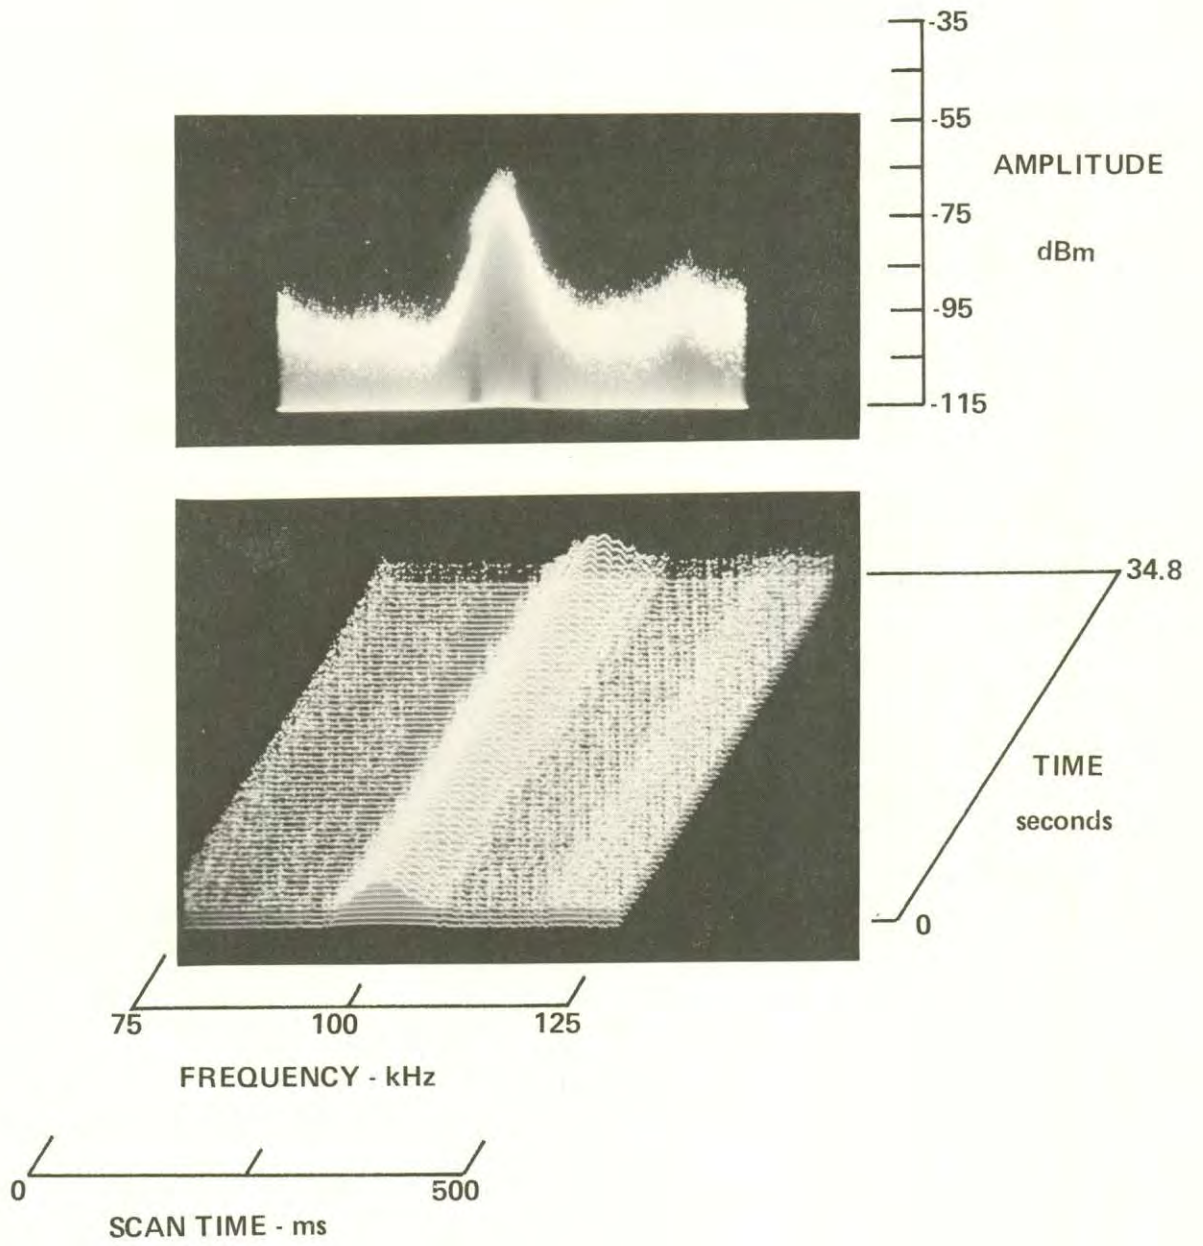 -35
-55
AMPLITUDE
-75
dBm
-95
-115
34.8
TIME
seconds
0
75 100 125
FREQUENCY - kHz
0 500
SCAN TIME - ms